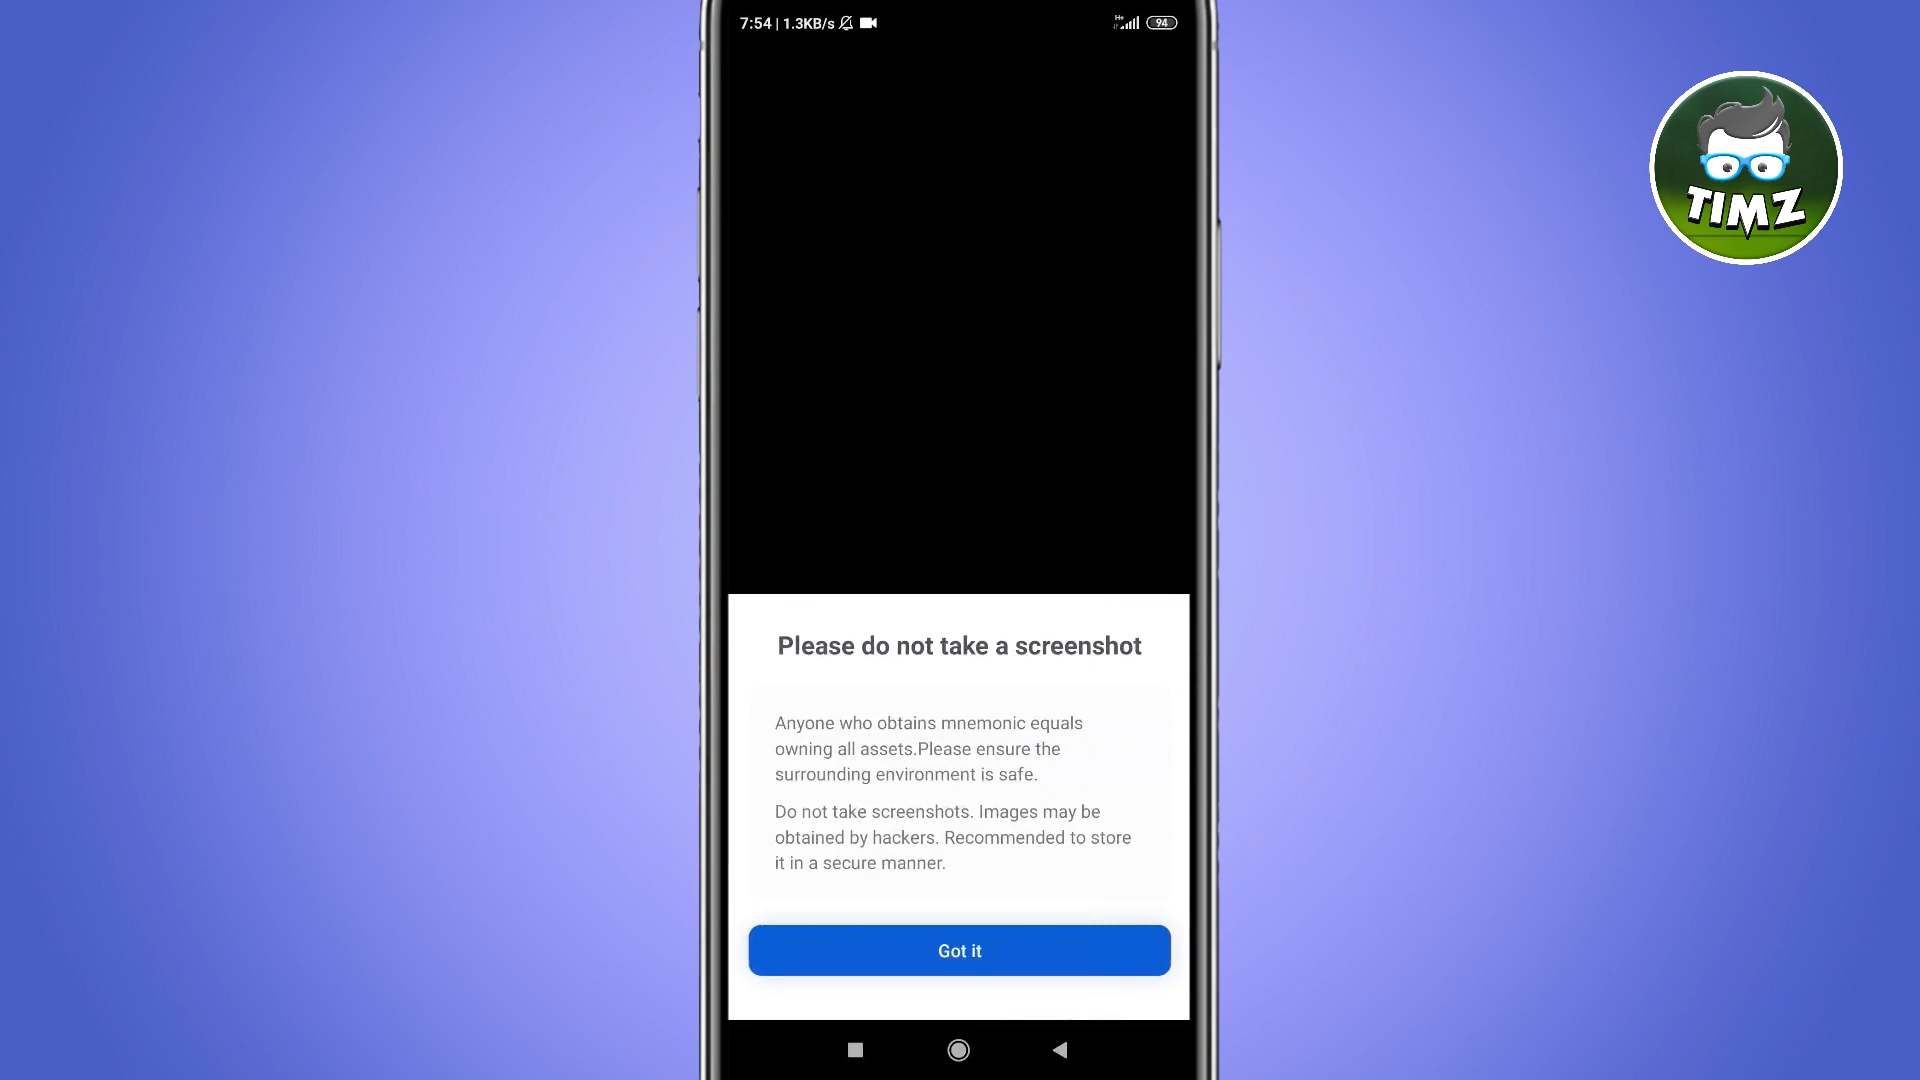 7:54 | 1.3KB/s
H+
94
TIMZ
Please do not take a screenshot
Anyone who obtains mnemonic equals
owning all assets.Please ensure the
surrounding environment is safe.
Do not take screenshots. Images may be
obtained by hackers. Recommended to store
it in a secure manner.
Got it